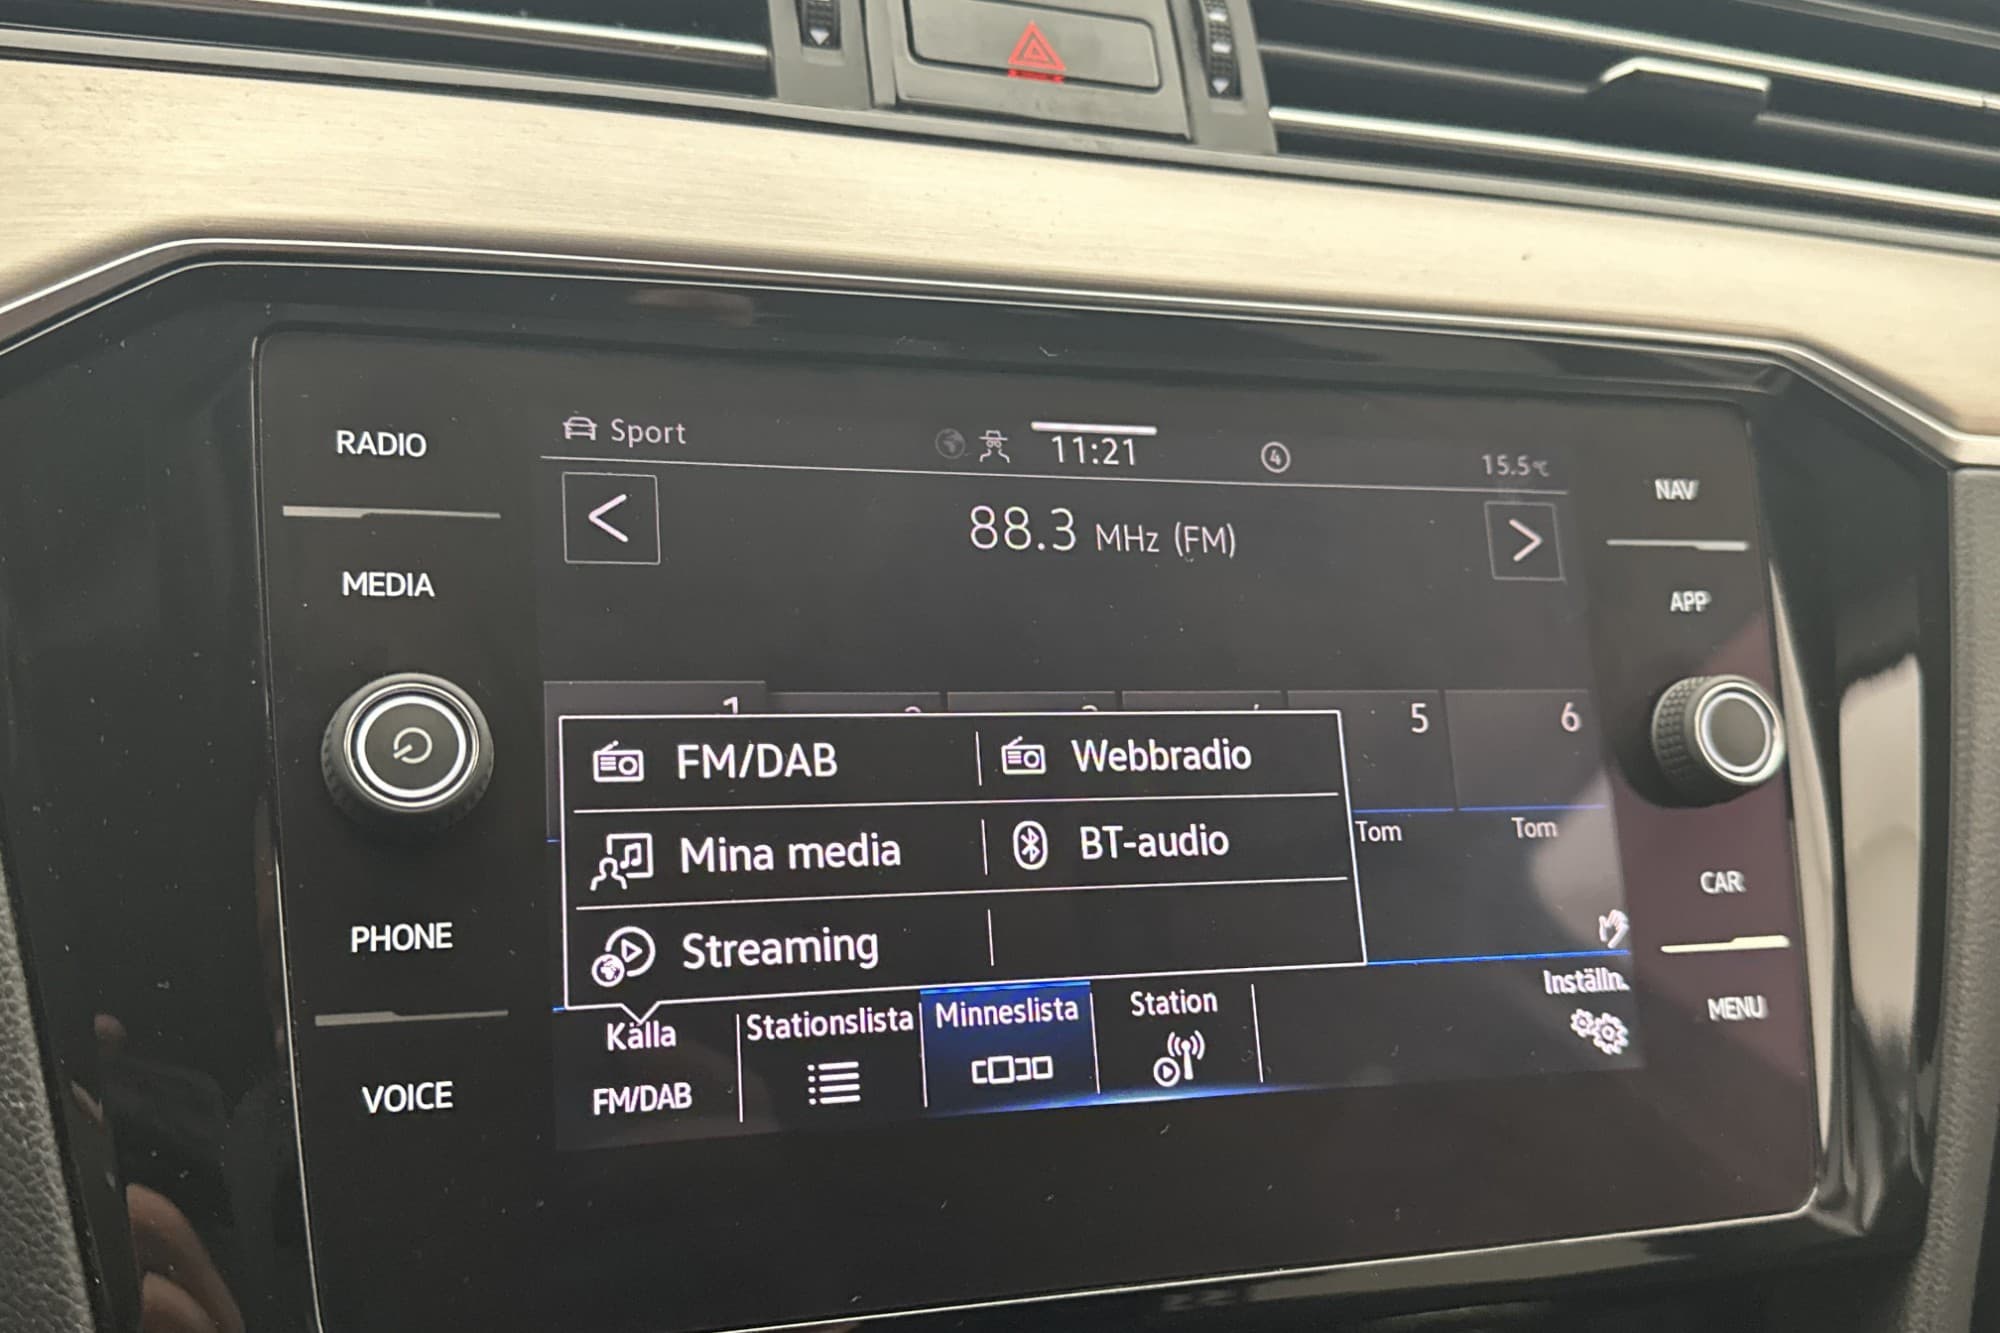 RADIO
MEDIA
PHONE
VOICE
Sport
11:21
4
15.5°C
88.3 MHz (FM)
1
5
6
FM/DAB
Webbradio
Mina media
BT-audio
Streaming
Tom
Tom
Källa
FM/DAB
Stationslista
Minneslista
Station
Inställn.
NAV
APP
CAR
MENU